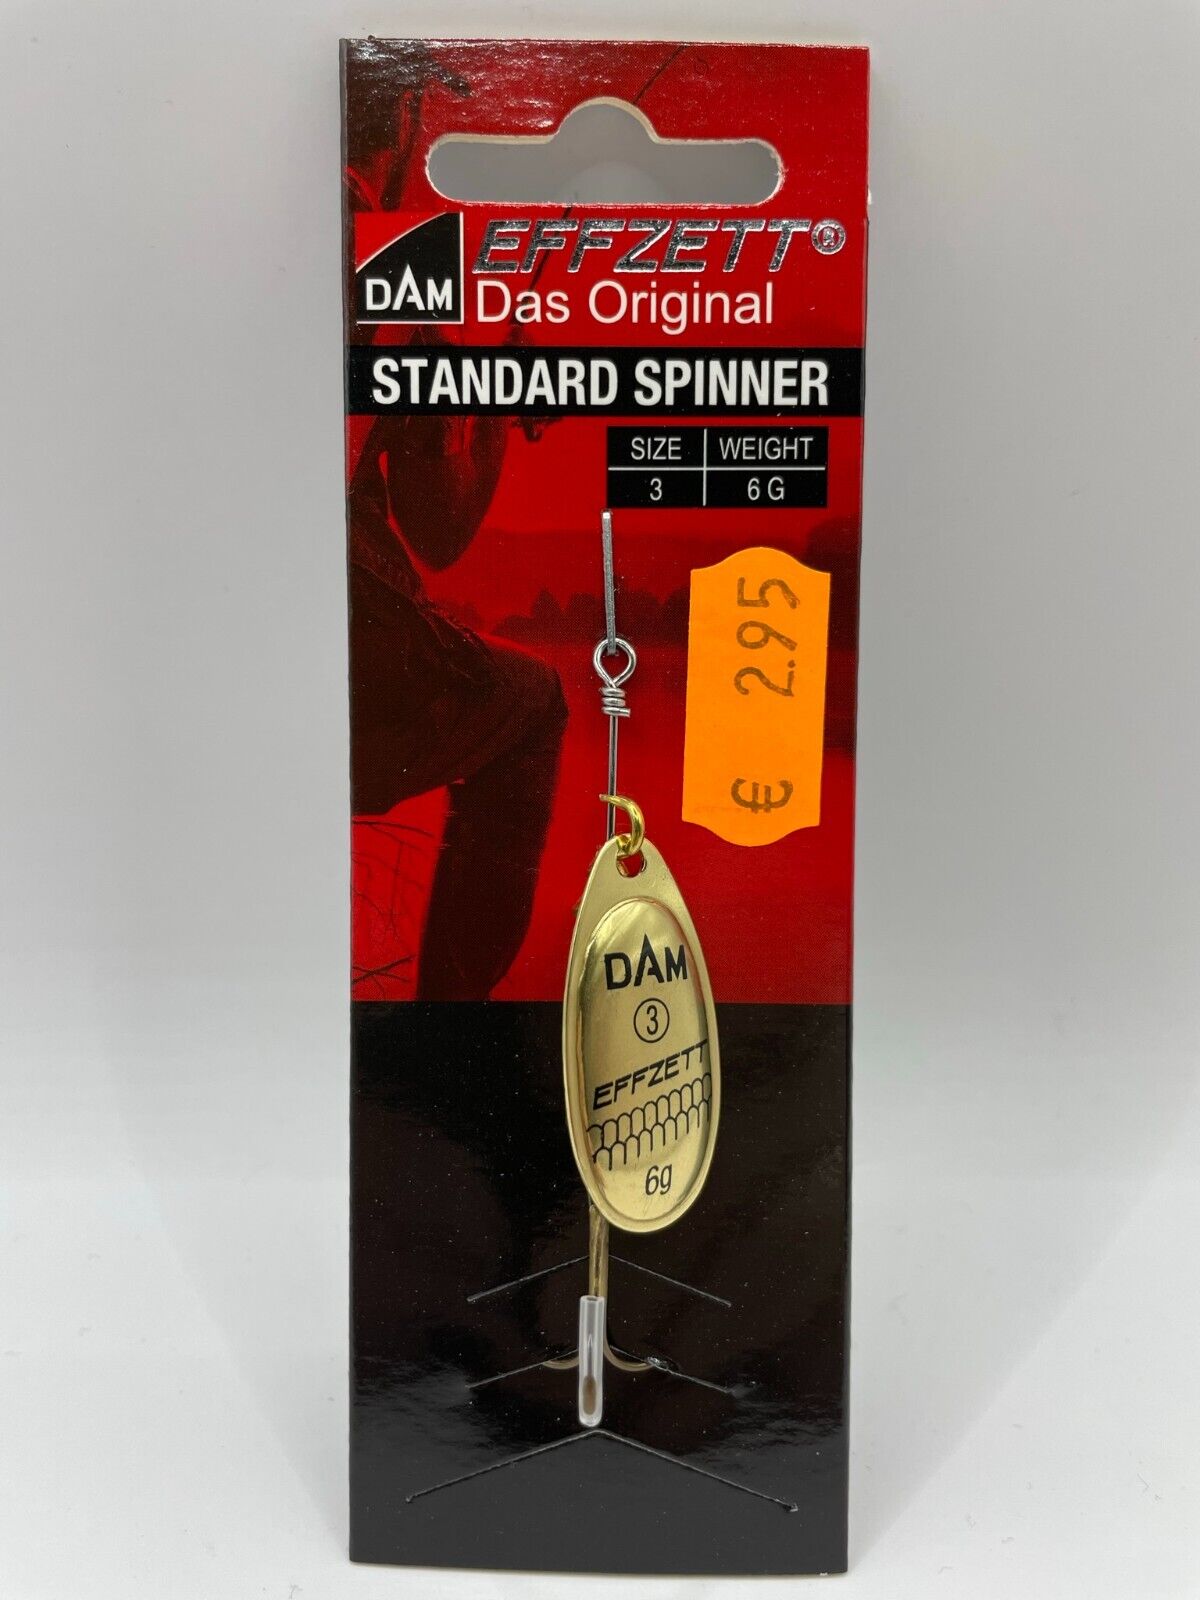 DAM
EFFZETT®
Das Original
STANDARD SPINNER
SIZE WEIGHT
3 6 G
€ 2.95
DAM
3
EFFZETT
6g